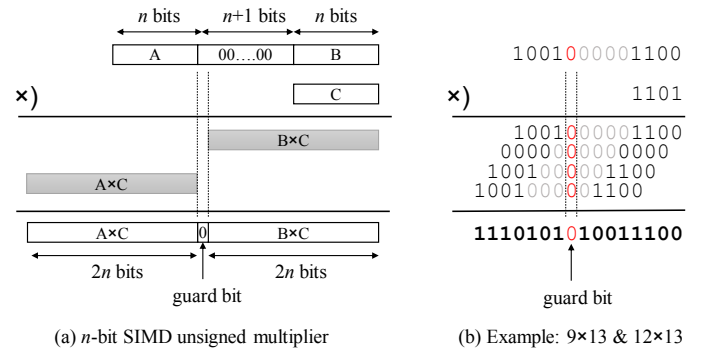 n bits n+1 bits n bits
A 00....00 B
×) C
B×C
A×C
A×C 0 B×C
2n bits 2n bits
guard bit
(a) n-bit SIMD unsigned multiplier
1001000001100
×) 1101
1001000001100
0000000000000
1001000001100
1001000001100
1110101010011100
guard bit
(b) Example: 9×13 & 12×13